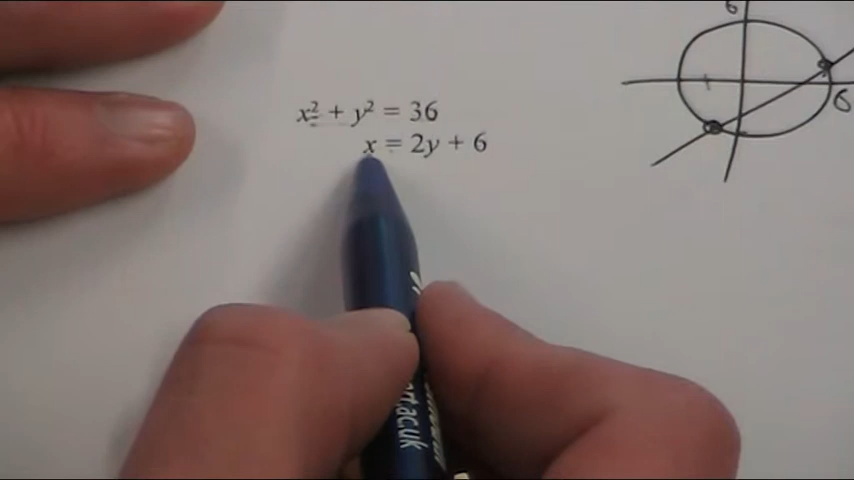 x² + y² = 36
x = 2y + 6
6
6